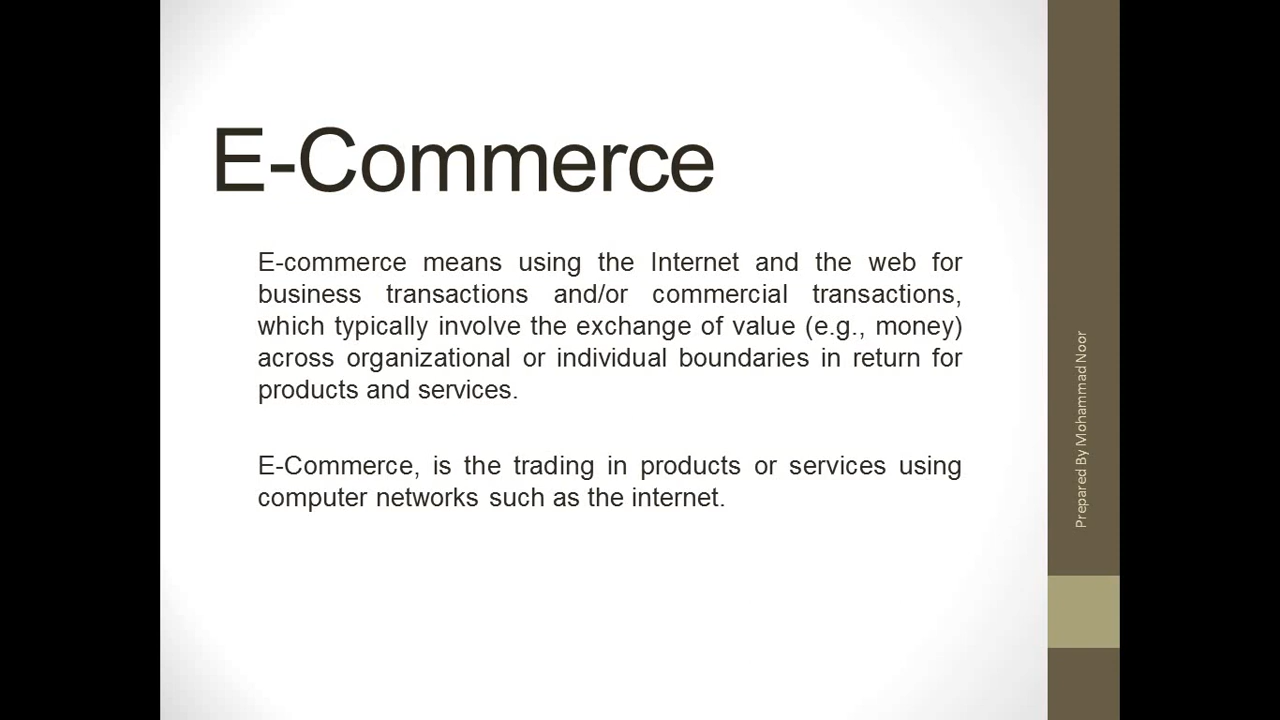 E-Commerce
E-commerce means using the Internet and the web for
business transactions and/or commercial transactions,
which typically involve the exchange of value (e.g., money)
across organizational or individual boundaries in return for
products and services.
E-Commerce, is the trading in products or services using
computer networks such as the internet.
Prepared By Mohammad Noor